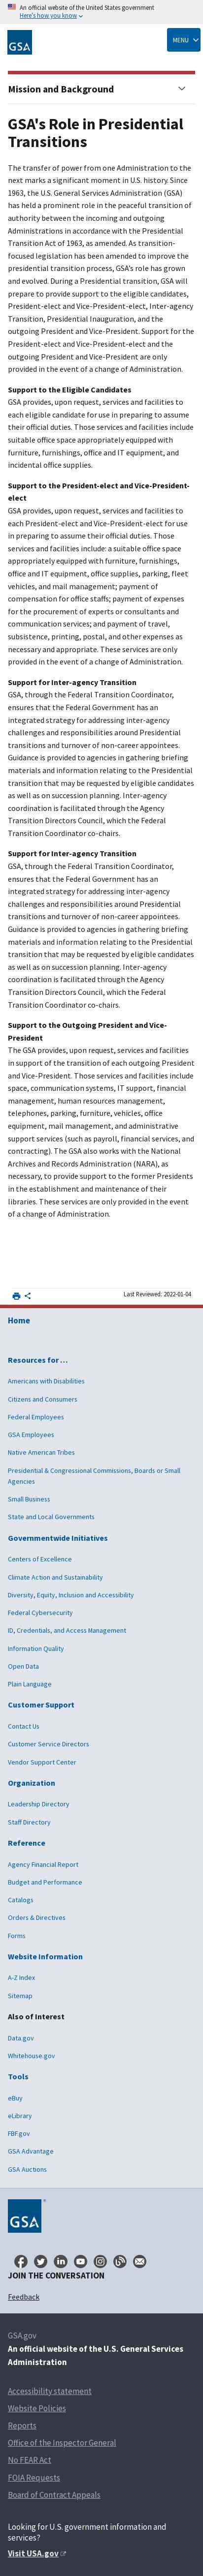 An official website of the United States government
Here's how you know
GSA
MENU
Mission and Background
GSA's Role in Presidential
Transitions
The transfer of power from one Administration to the
next marks a significant moment in U.S. history. Since
1963, the U.S. General Services Administration (GSA)
has held a prominent role in the peaceful transition of
authority between the incoming and outgoing
Administrations in accordance with the Presidential
Transition Act of 1963, as amended. As transition-
focused legislation has been amended to improve the
presidential transition process, GSA's role has grown
and evolved. During a Presidential transition, GSA will
prepare to provide support to the eligible candidates,
President-elect and Vice-President-elect, Inter-agency
Transition, Presidential Inauguration, and the
outgoing President and Vice-President. Support for the
President-elect and Vice-President-elect and the
outgoing President and Vice-President are only
provided in the event of a change of Administration.
Support to the Eligible Candidates
GSA provides, upon request, services and facilities to
each eligible candidate for use in preparing to assume
their official duties. Those services and facilities include
suitable office space appropriately equipped with
furniture, furnishings, office and IT equipment, and
incidental office supplies.
Support to the President-elect and Vice-President-
elect
GSA provides, upon request, services and facilities to
each President-elect and Vice-President-elect for use
in preparing to assume their official duties. Those
services and facilities include: a suitable office space
appropriately equipped with furniture, furnishings,
office and IT equipment, office supplies, parking, fleet
vehicles, and mail management; payment of
compensation for office staffs; payment of expenses
for the procurement of experts or consultants and
communication services; and payment of travel,
subsistence, printing, postal, and other expenses
necessary and appropriate. These services are only
provided in the event of a change of Administration.
Support for Inter-agency Transition
GSA, through the Federal Transition Coordinator,
ensures that the Federal Government has an
integrated strategy for addressing inter-agency
challenges and responsibilities around Presidential
transitions and turnover of non-career appointees.
Guidance is provided to agencies in gathering briefing
materials and information relating to the Presidential
transition that may be requested by eligible candidates
as well as on succession planning. Inter-agency
coordination is facilitated through the Agency
Transition Directors Council, which the Federal
Transition Coordinator co-chairs.
Support for Inter-agency Transition
GSA, through the Federal Transition Coordinator,
ensures that the Federal Government has an
integrated strategy for addressing inter-agency
challenges and responsibilities around Presidential
transitions and turnover of non-career appointees.
Guidance is provided to agencies in gathering briefing
materials and information relating to the Presidential
transition that may be requested by eligible candidates
as well as on succession planning. Inter-agency
coordination is facilitated through the Agency
Transition Directors Council, which the Federal
Transition Coordinator co-chairs.
Support to the Outgoing President and Vice-
President
The GSA provides, upon request, services and facilities
in support of the transition of each outgoing President
and Vice-President. Those services include finding suitable
space, communication systems, IT support, financial
management, human resources management,
telephones, parking, furniture, vehicles, office
equipment, mail management, and administrative
support services (such as payroll, financial services, and
contracting). The GSA also works with the National
Archives and Records Administration (NARA), as
necessary, to provide storage to the former Presidents
in the establishment and maintenance of their
libraries. These services are only provided in the event
of a change of Administration.
Last Reviewed: 2022-01-04
Home
Resources for …
Americans with Disabilities
Citizens and Consumers
Federal Employees
GSA Employees
Native American Tribes
Presidential & Congressional Commissions, Boards or Small
Agencies
Small Business
State and Local Governments
Governmentwide Initiatives
Centers of Excellence
Climate Action and Sustainability
Diversity, Equity, Inclusion and Accessibility
Federal Cybersecurity
ID, Credentials, and Access Management
Information Quality
Open Data
Plain Language
Customer Support
Contact Us
Customer Service Directors
Vendor Support Center
Organization
Leadership Directory
Staff Directory
Reference
Agency Financial Report
Budget and Performance
Catalogs
Orders & Directives
Forms
Website Information
A-Z Index
Sitemap
Also of Interest
Data.gov
Whitehouse.gov
Tools
eBuy
eLibrary
FBF.gov
GSA Advantage
GSA Auctions
GSA
JOIN THE CONVERSATION
Feedback
GSA.gov
An official website of the U.S. General Services
Administration
Accessibility statement
Website Policies
Reports
Office of the Inspector General
No FEAR Act
FOIA Requests
Board of Contract Appeals
Looking for U.S. government information and
services?
Visit USA.gov